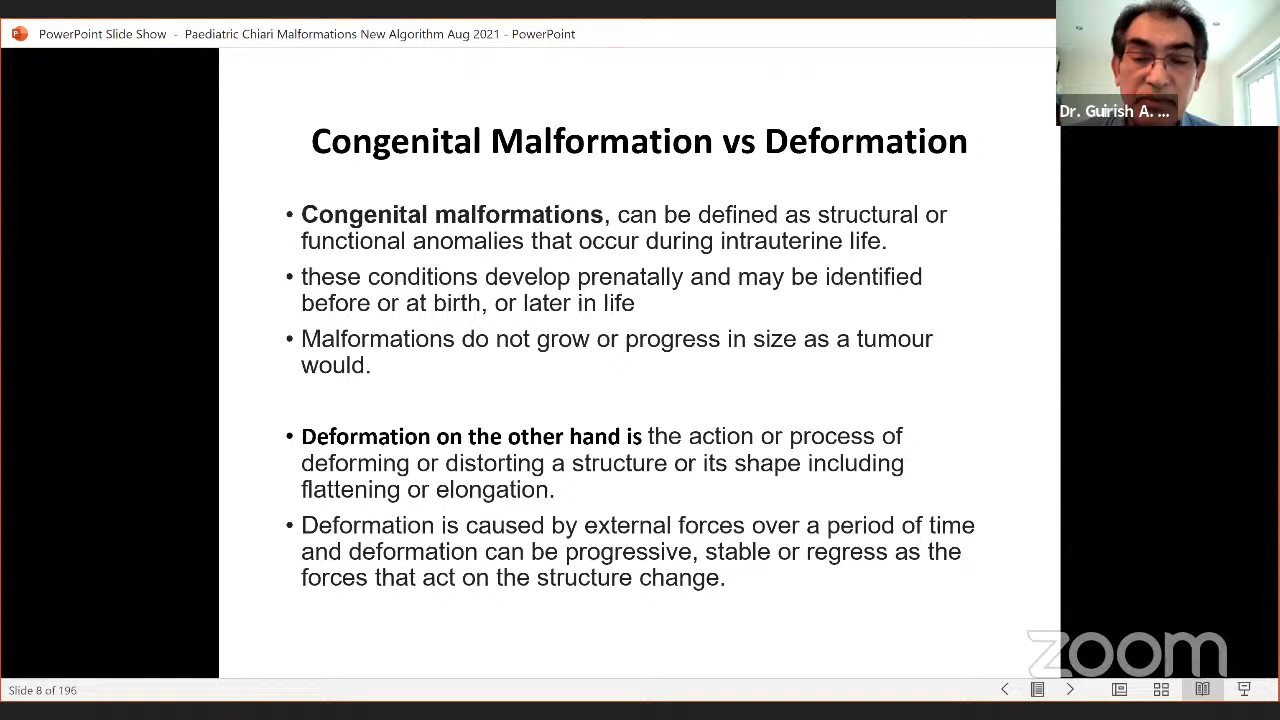 PowerPoint Slide Show - Paediatric Chiari Malformations New Algorithm Aug 2021 - PowerPoint
Dr. Guirish A. ...
Congenital Malformation vs Deformation
• Congenital malformations, can be defined as structural or
functional anomalies that occur during intrauterine life.
• these conditions develop prenatally and may be identified
before or at birth, or later in life
• Malformations do not grow or progress in size as a tumour
would.
• Deformation on the other hand is the action or process of
deforming or distorting a structure or its shape including
flattening or elongation.
• Deformation is caused by external forces over a period of time
and deformation can be progressive, stable or regress as the
forces that act on the structure change.
zoom
Slide 8 of 196